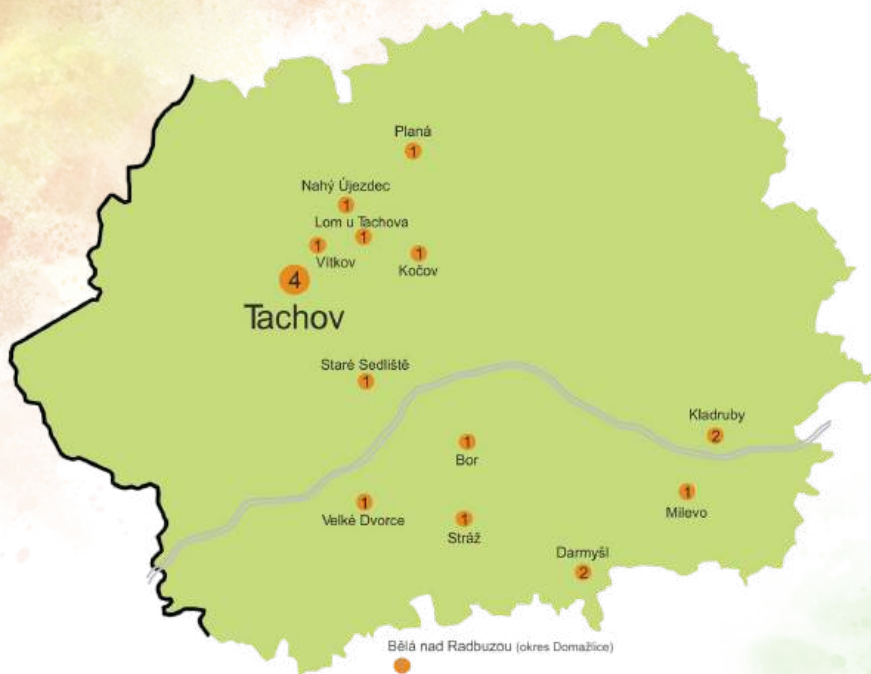 Planá
1
Nahý Újezdec
1
Lom u Tachova
1
1
Vítkov
1
Kočov
4
Tachov
Staré Sedliště
1
Kladruby
2
1
Bor
1
Milevo
1
Velké Dvorce
1
Stráž
Darmyšl
2
Bělá nad Radbuzou (okres Domažlice)